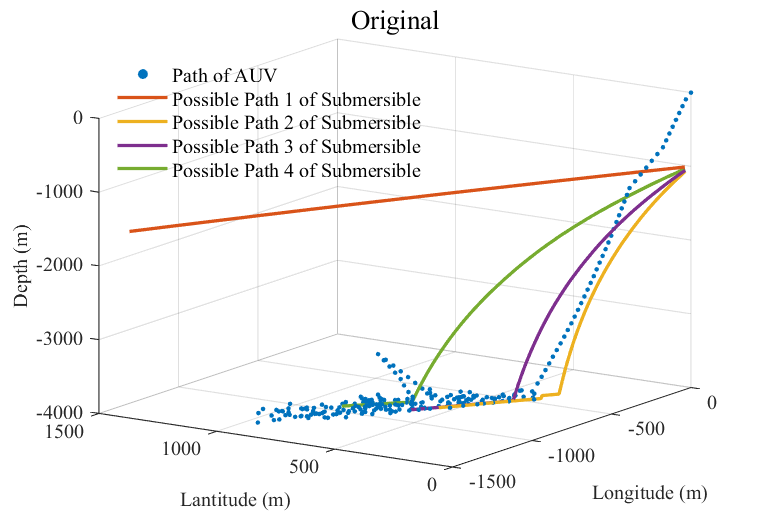 Original
Path of AUV
Possible Path 1 of Submersible
Possible Path 2 of Submersible
Possible Path 3 of Submersible
Possible Path 4 of Submersible
0
-1000
-2000
-3000
-4000
Depth (m)
1500
1000
500
0
Lantitude (m)
-1500
-1000
-500
0
Longitude (m)